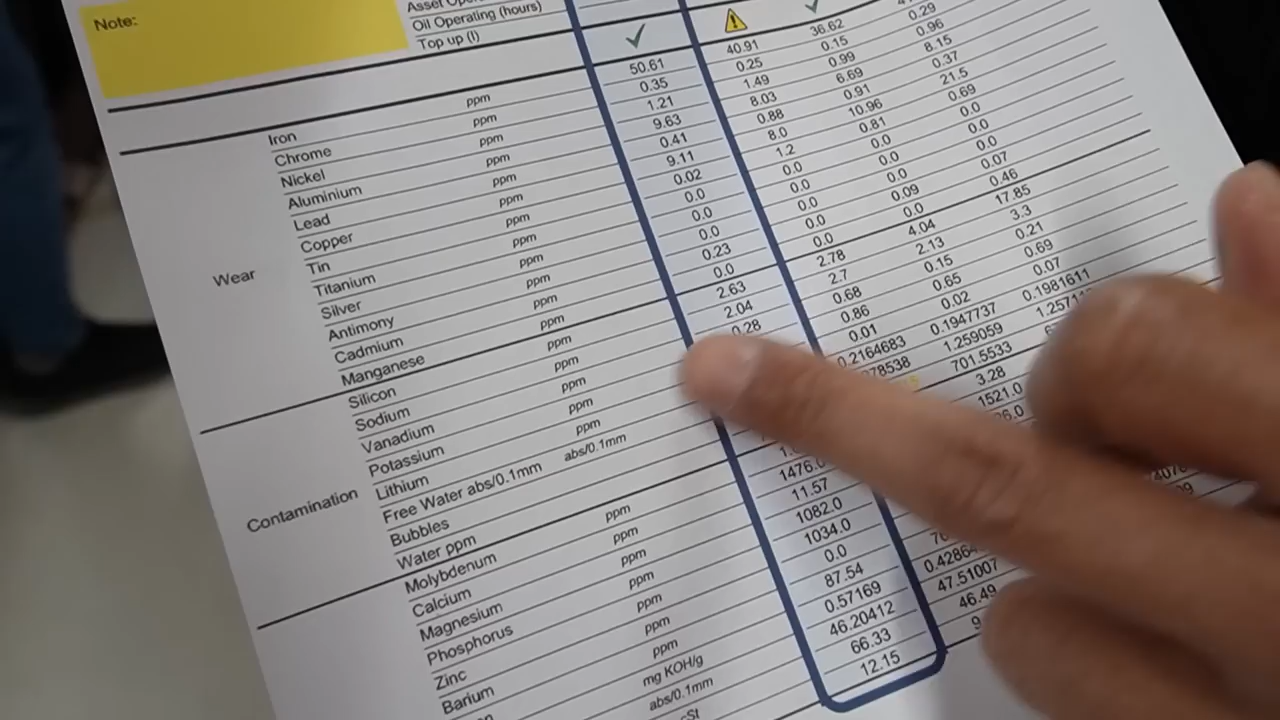 Note:
Oil Operating (hours)
Top up (l)
Wear
Iron ppm 50.61 40.91 36.62
Chrome ppm 0.35 0.25 0.15 0.29
Nickel ppm 1.21 1.49 0.99 0.96
Aluminium ppm 9.63 8.03 6.69 8.15
Lead ppm 0.41 0.88 0.91 0.37
Copper ppm 9.11 8.0 10.96 21.5
Tin ppm 0.02 1.2 0.81 0.69
Titanium ppm 0.0 0.0 0.0 0.0
Silver ppm 0.0 0.0 0.0 0.0
Antimony ppm 0.0 0.0 0.0 0.0
Cadmium ppm 0.23 0.0 0.09 0.07
Manganese ppm 0.0 0.0 0.0 0.46
Contamination
Silicon ppm 2.63 2.78 4.04 17.85
Sodium ppm 2.04 2.7 2.13 3.3
Vanadium ppm 0.28 0.68 0.15 0.21
Potassium ppm 0.86 0.65 0.69
Lithium ppm 0.01 0.02 0.07
Free Water abs/0.1mm abs/0.1mm 0.2164683 0.1947737 0.1981611
Bubbles 1.259059
Water ppm 701.5533
Molybdenum ppm 3.28
Calcium ppm 1476.0 1521.0
Magnesium ppm 11.57
Phosphorus ppm 1082.0
Zinc ppm 1034.0
Barium ppm 0.0
ppm 87.54
mg KOH/g 0.57169
abs/0.1mm 46.20412 47.51007
66.33 46.49
12.15